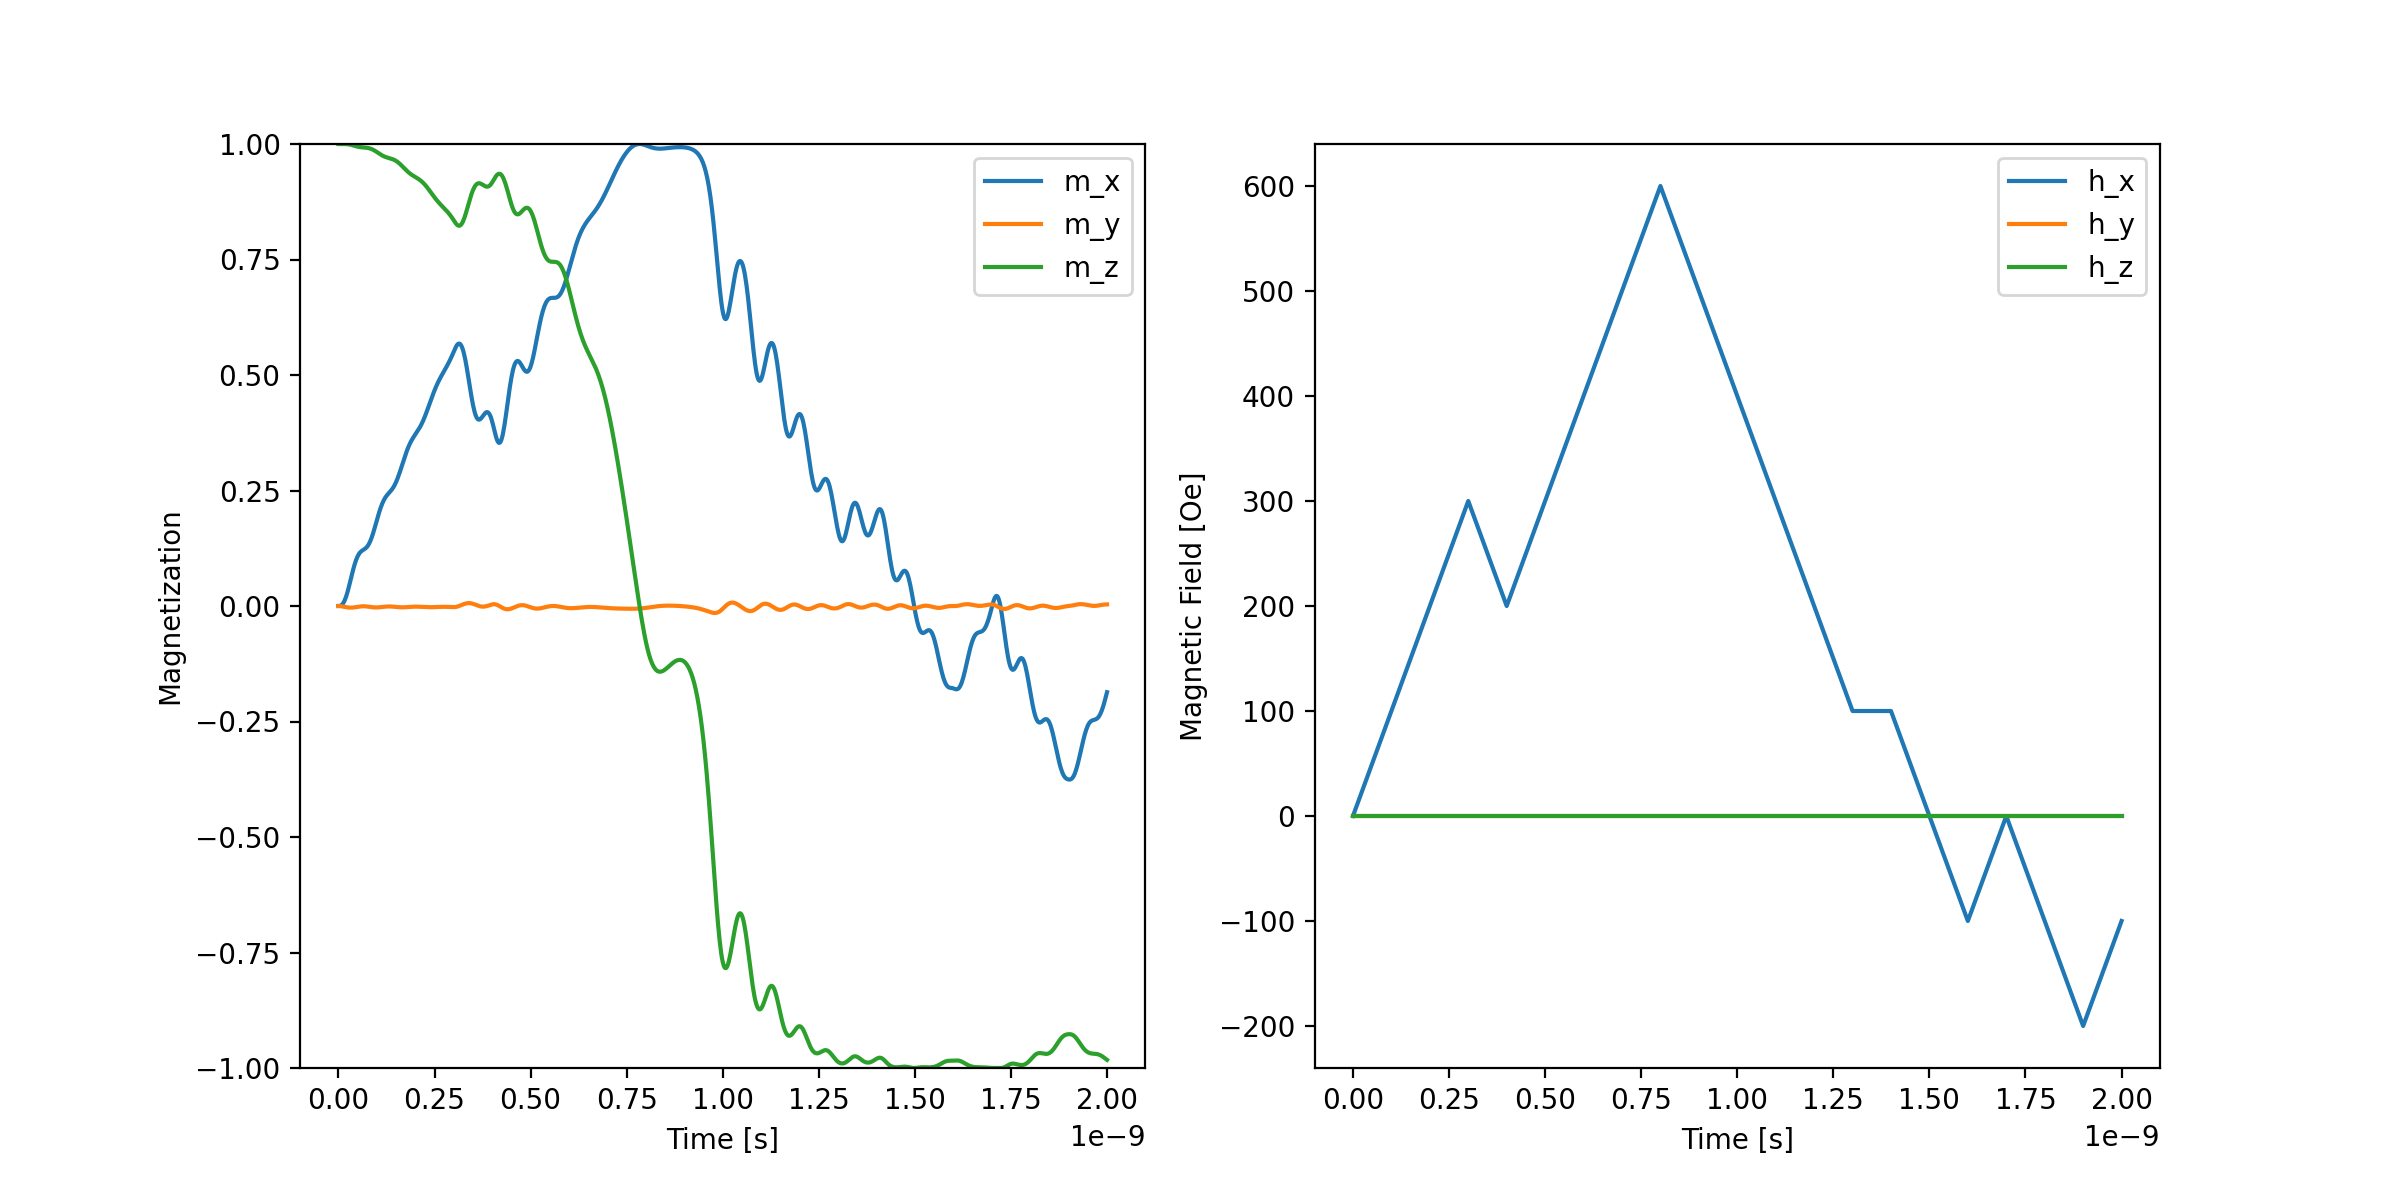 1.00
0.75
0.50
0.25
0.00
−0.25
−0.50
−0.75
−1.00
Magnetization
0.00 0.25 0.50 0.75 1.00 1.25 1.50 1.75 2.00
Time [s]
1e−9
m_x
m_y
m_z
600
500
400
300
200
100
0
−100
−200
Magnetic Field [Oe]
0.00 0.25 0.50 0.75 1.00 1.25 1.50 1.75 2.00
Time [s]
1e−9
h_x
h_y
h_z